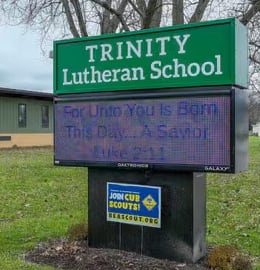 TRINITY
Lutheran School
For Unto You Is Born
This Day... A Savior
Luke 2:11
DAKTRONICS
GALAXY
JOIN CUB
SCOUTS!
BEASCOUT.ORG